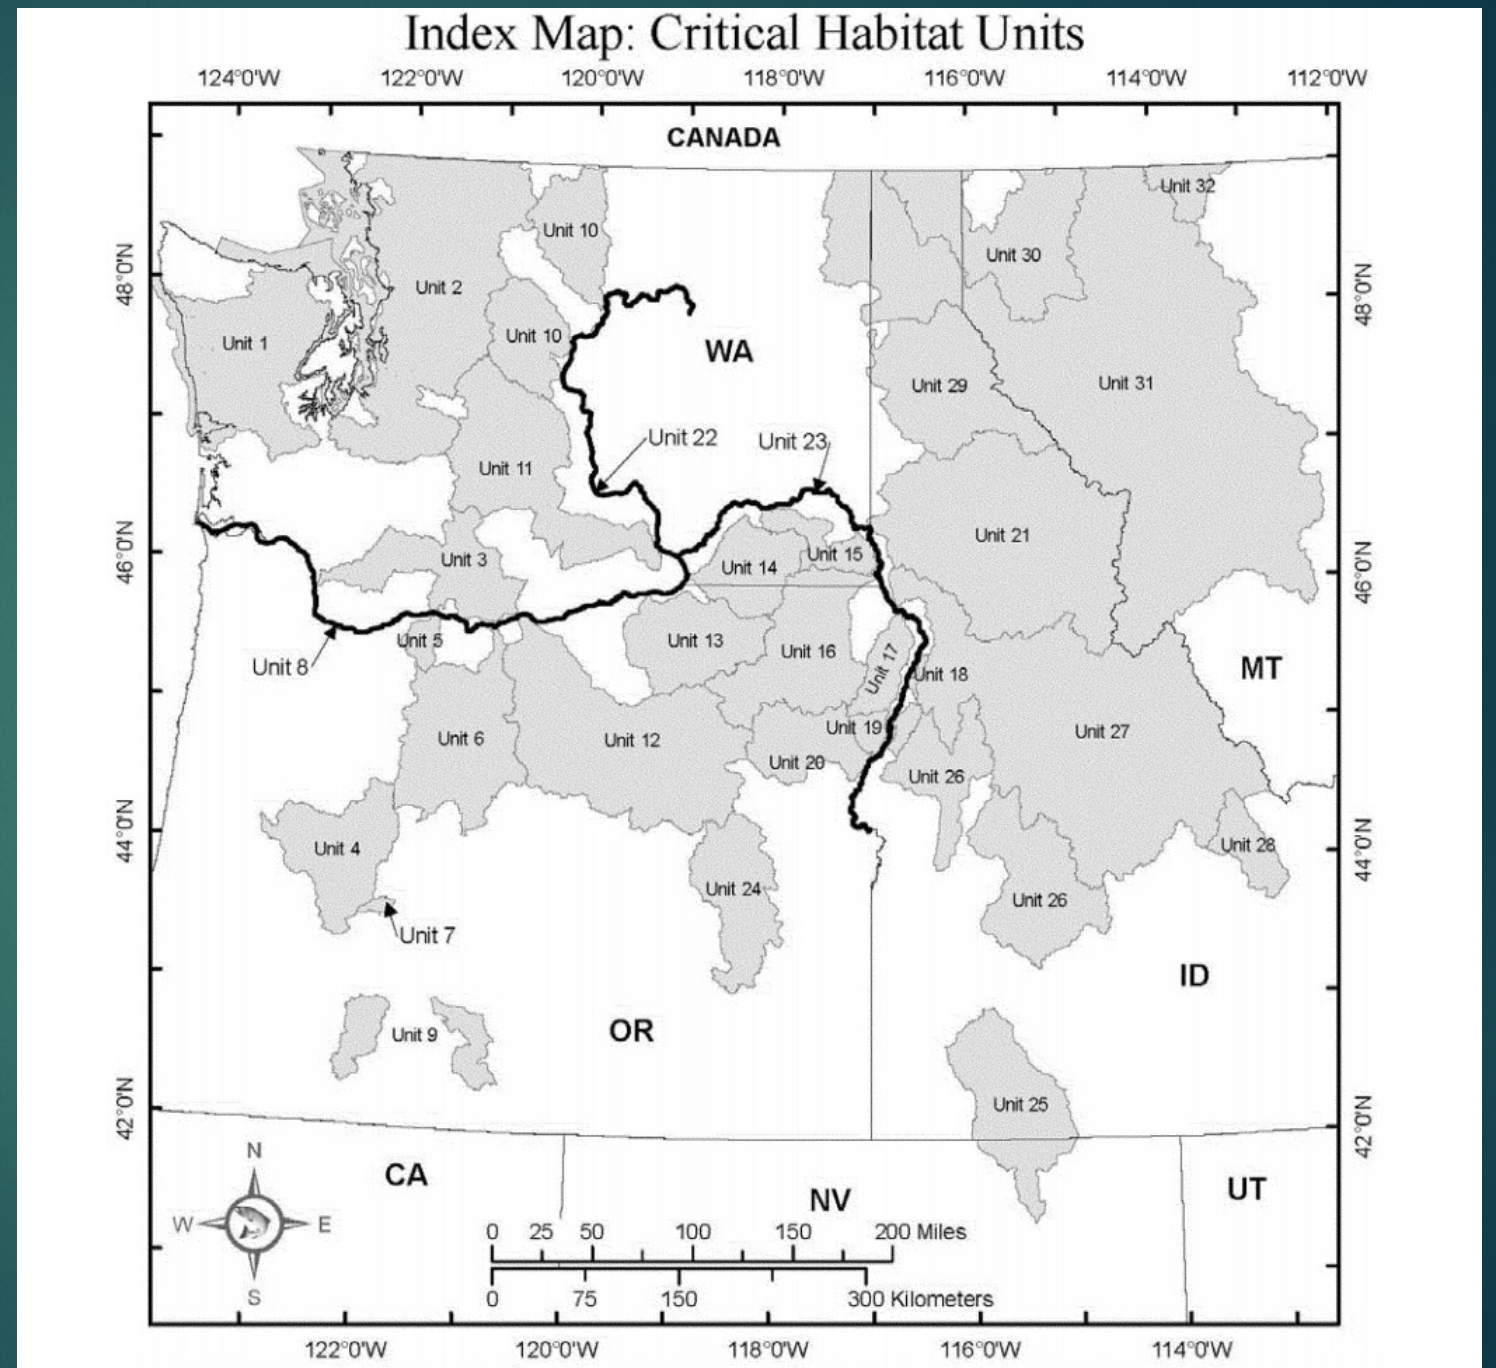 Index Map: Critical Habitat Units
124°0'W 122°0'W 120°0'W 118°0'W 116°0'W 114°0'W 112°0'W
CANADA
Unit 32
Unit 10
Unit 30
48°0'N
Unit 2
48°0'N
Unit 10
Unit 1
WA
Unit 29
Unit 31
Unit 22
Unit 23
Unit 11
Unit 21
46°0'N
Unit 3
Unit 15
Unit 14
46°0'N
Unit 5
Unit 13
Unit 16
Unit 8
Unit 17
Unit 18
MT
Unit 6
Unit 12
Unit 19
Unit 27
Unit 20
Unit 26
44°0'N
Unit 4
Unit 28
44°0'N
Unit 24
Unit 26
Unit 7
ID
OR
Unit 9
42°0'N
Unit 25
42°0'N
N
CA
UT
NV
W E
0 25 50 100 150 200 Miles
S
0 75 150 300 Kilometers
122°0'W 120°0'W 118°0'W 116°0'W 114°0'W